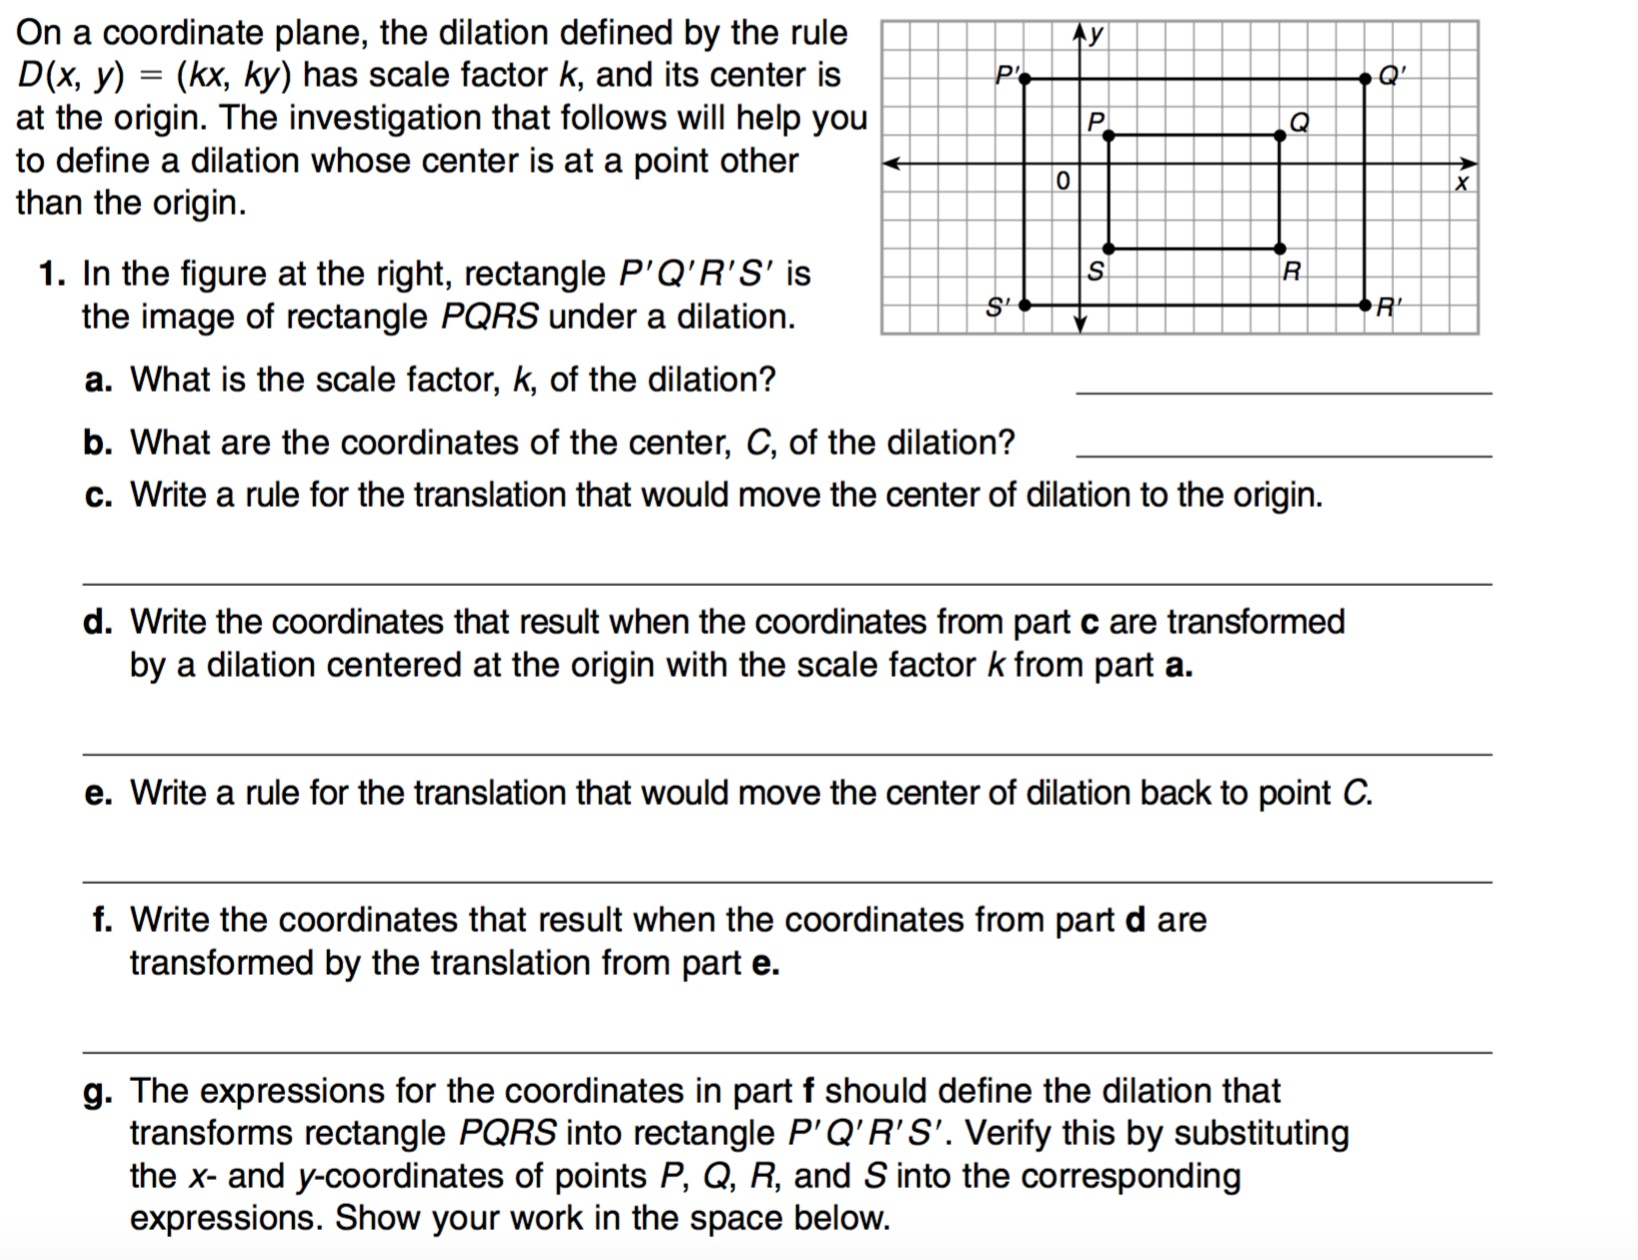 On a coordinate plane, the dilation defined by the rule
D(x, y) = (kx, ky) has scale factor k, and its center is
at the origin. The investigation that follows will help you
to define a dilation whose center is at a point other
than the origin.
y
P'
Q'
P
Q
0
x
S
R
S'
R'
1. In the figure at the right, rectangle P'Q'R'S' is
the image of rectangle PQRS under a dilation.
a. What is the scale factor, k, of the dilation?
b. What are the coordinates of the center, C, of the dilation?
c. Write a rule for the translation that would move the center of dilation to the origin.
d. Write the coordinates that result when the coordinates from part c are transformed
by a dilation centered at the origin with the scale factor k from part a.
e. Write a rule for the translation that would move the center of dilation back to point C.
f. Write the coordinates that result when the coordinates from part d are
transformed by the translation from part e.
g. The expressions for the coordinates in part f should define the dilation that
transforms rectangle PQRS into rectangle P'Q'R'S'. Verify this by substituting
the x- and y-coordinates of points P, Q, R, and S into the corresponding
expressions. Show your work in the space below.